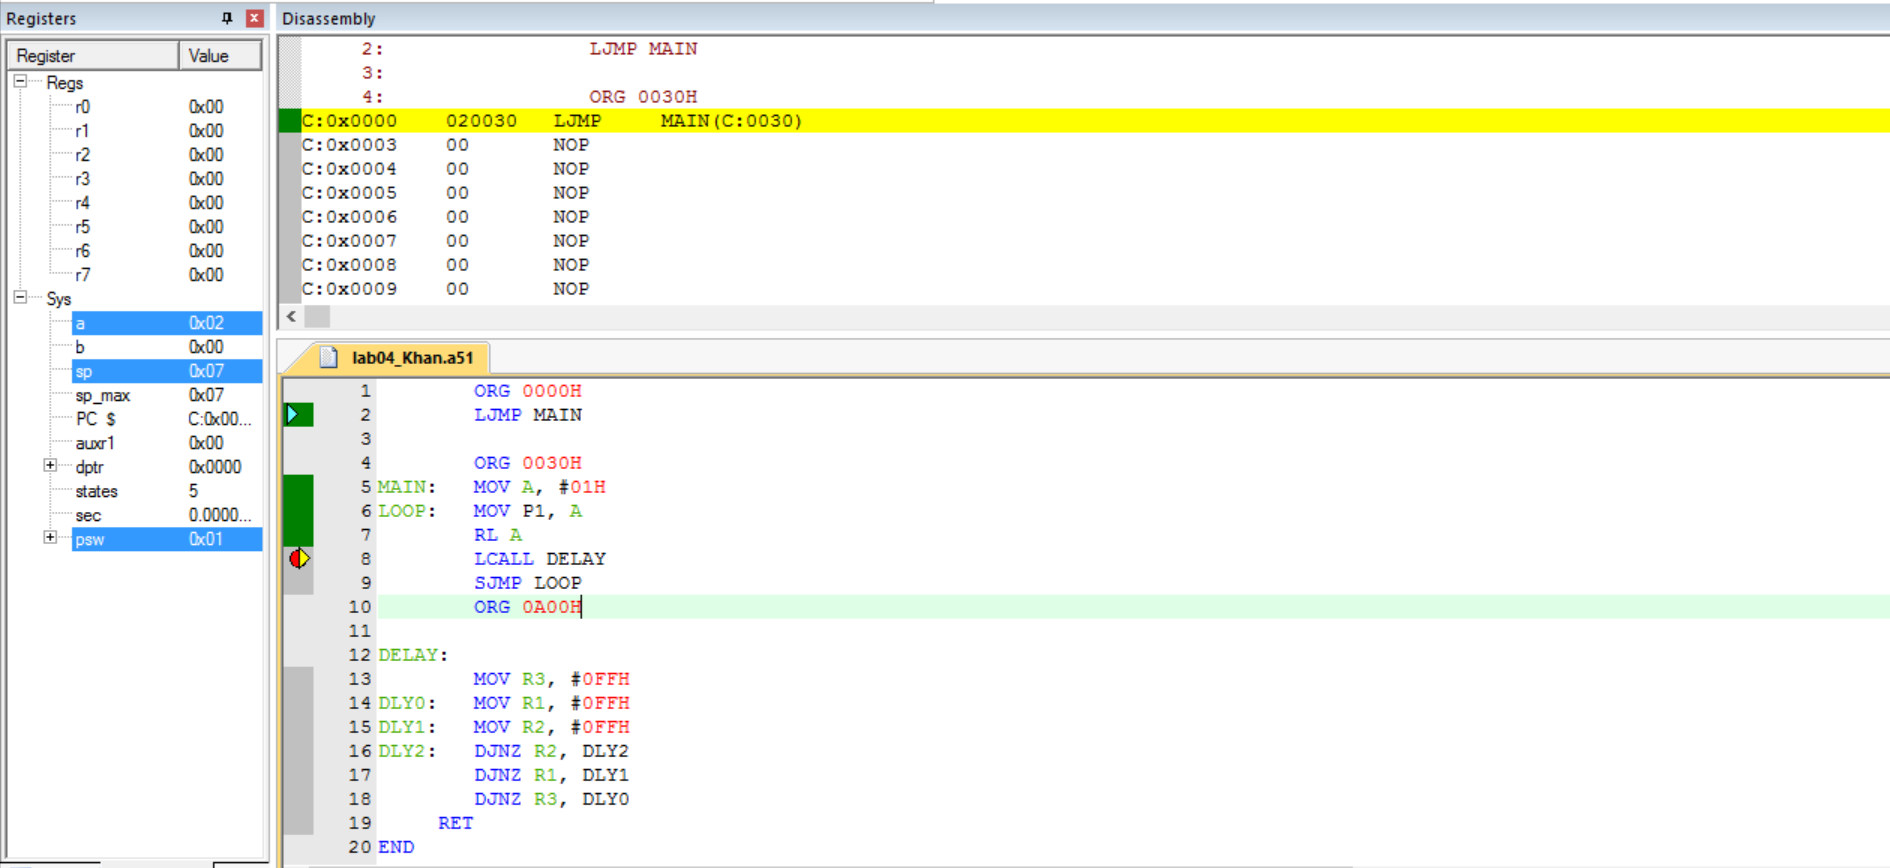 Registers
Register Value
Regs
r0 0x00
r1 0x00
r2 0x00
r3 0x00
r4 0x00
r5 0x00
r6 0x00
r7 0x00
Sys
a 0x02
b 0x00
sp 0x07
sp_max 0x07
PC $ C:0x00...
auxr1 0x00
dptr 0x0000
states 5
sec 0.0000...
psw 0x01
Disassembly
2: LJMP MAIN
3:
4: ORG 0030H
C:0x0000 020030 LJMP MAIN(C:0030)
C:0x0003 00 NOP
C:0x0004 00 NOP
C:0x0005 00 NOP
C:0x0006 00 NOP
C:0x0007 00 NOP
C:0x0008 00 NOP
C:0x0009 00 NOP
lab04_Khan.a51
1 ORG 0000H
2 LJMP MAIN
3
4 ORG 0030H
5 MAIN: MOV A, #01H
6 LOOP: MOV P1, A
7 RL A
8 LCALL DELAY
9 SJMP LOOP
10 ORG 0A00H
11
12 DELAY:
13 MOV R3, #0FFH
14 DLY0: MOV R1, #0FFH
15 DLY1: MOV R2, #0FFH
16 DLY2: DJNZ R2, DLY2
17 DJNZ R1, DLY1
18 DJNZ R3, DLY0
19 RET
20 END